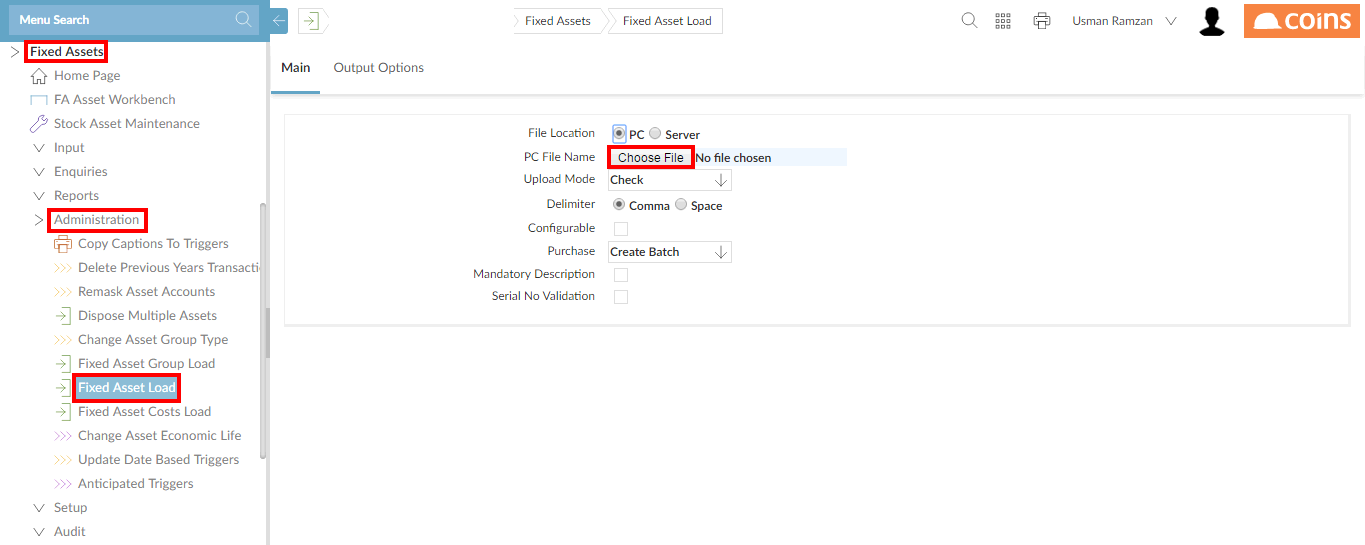 Menu Search
Fixed Assets
Home Page
FA Asset Workbench
Stock Asset Maintenance
Input
Enquiries
Reports
Administration
Copy Captions To Triggers
Delete Previous Years Transacti
Remask Asset Accounts
Dispose Multiple Assets
Change Asset Group Type
Fixed Asset Group Load
Fixed Asset Load
Fixed Asset Costs Load
Change Asset Economic Life
Update Date Based Triggers
Anticipated Triggers
Setup
Audit
Fixed Assets Fixed Asset Load
Usman Ramzan
coins
Main Output Options
File Location PC Server
PC File Name Choose File No file chosen
Upload Mode Check
Delimiter Comma Space
Configurable
Purchase Create Batch
Mandatory Description
Serial No Validation